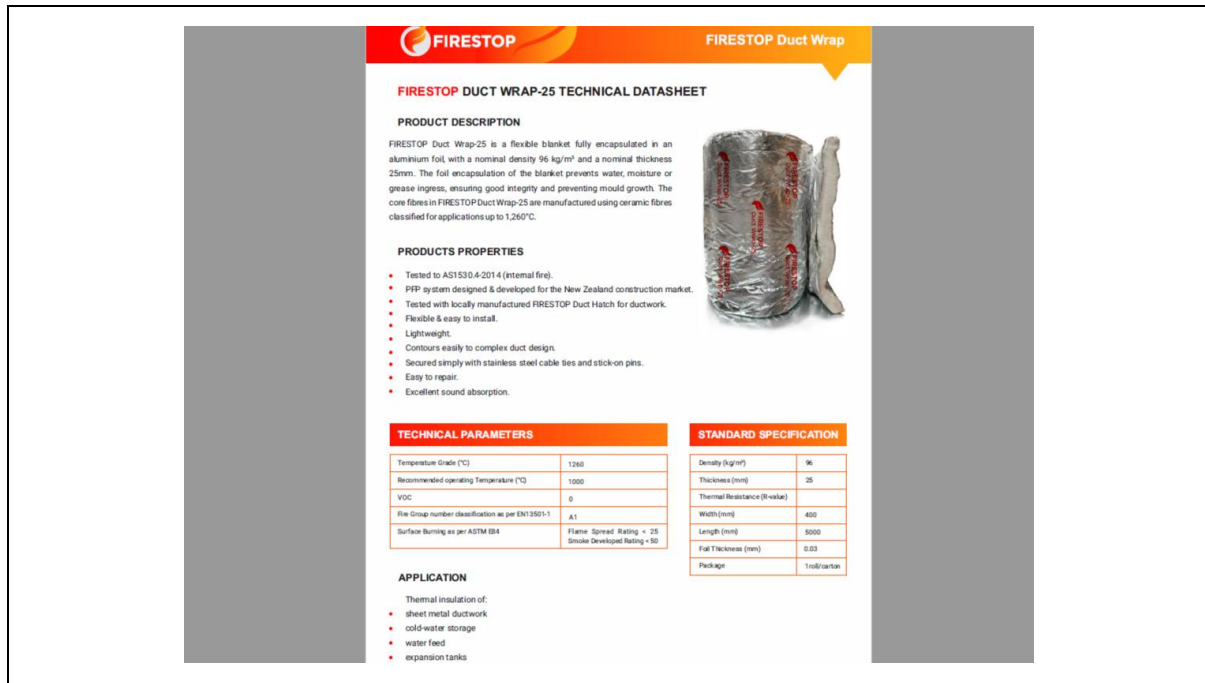 FIRESTOP
FIRESTOP Duct Wrap
FIRESTOP DUCT WRAP-25 TECHNICAL DATASHEET
PRODUCT DESCRIPTION
FIRESTOP Duct Wrap-25 is a flexible blanket fully encapsulated in an
aluminium foil, with a nominal density 96 kg/m³ and a nominal thickness
25mm. The foil encapsulation of the blanket prevents water, moisture or
grease ingress, ensuring good integrity and preventing mould growth. The
core fibres in FIRESTOP Duct Wrap-25 are manufactured using ceramic fibres
classified for applications up to 1,260°C.
PRODUCTS PROPERTIES
Tested to AS1530.4-2014 (internal fire).
PFP system designed & developed for the New Zealand construction market.
Tested with locally manufactured FIRESTOP Duct Hatch for ductwork.
Flexible & easy to install.
Lightweight.
Contours easily to complex duct design.
Secured simply with stainless steel cable ties and stick-on pins.
Easy to repair.
Excellent sound absorption.
FIRESTOP
FIRESTOP
FIRESTOP
Duct Wrap-25
FIRESTOP
FIRESTOP
TECHNICAL PARAMETERS
Temperature Grade (°C) 1260
Recommended operating Temperature (°C) 1000
VOC 0
Fire Group number classification as per EN13501-1 A1
Surface Burning as per ASTM E84 Flame Spread Rating < 25
Smoke Developed Rating < 50
STANDARD SPECIFICATION
Density (kg/m³) 96
Thickness (mm) 25
Thermal Resistance (R-value)
Width (mm) 400
Length (mm) 5000
Foil Thickness (mm) 0.03
Package 1roll/carton
APPLICATION
Thermal insulation of:
sheet metal ductwork
cold-water storage
water feed
expansion tanks